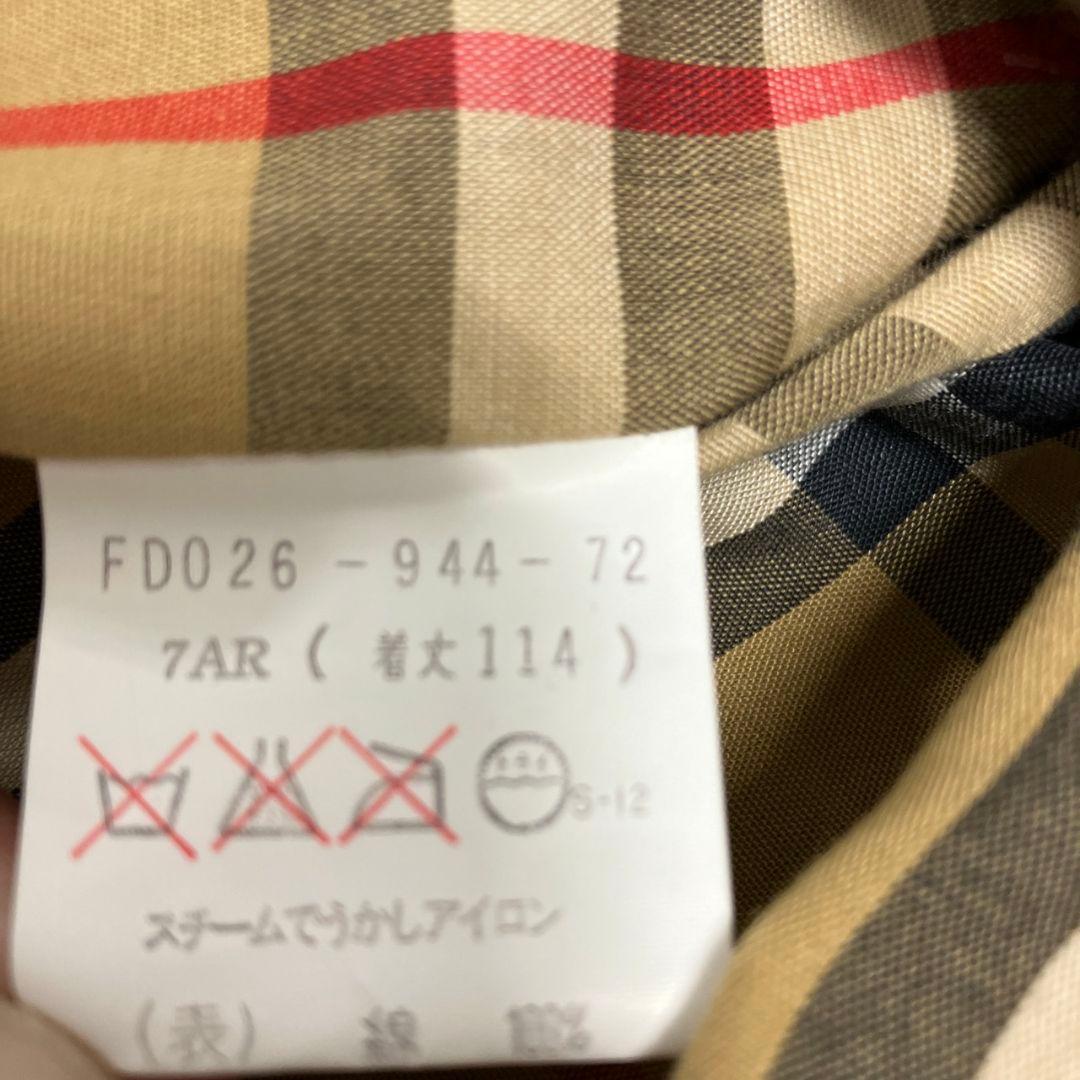 FD026-944-72
7AR(着丈114)
S-12
スチームでうかしアイロン
(表) 綿 100%